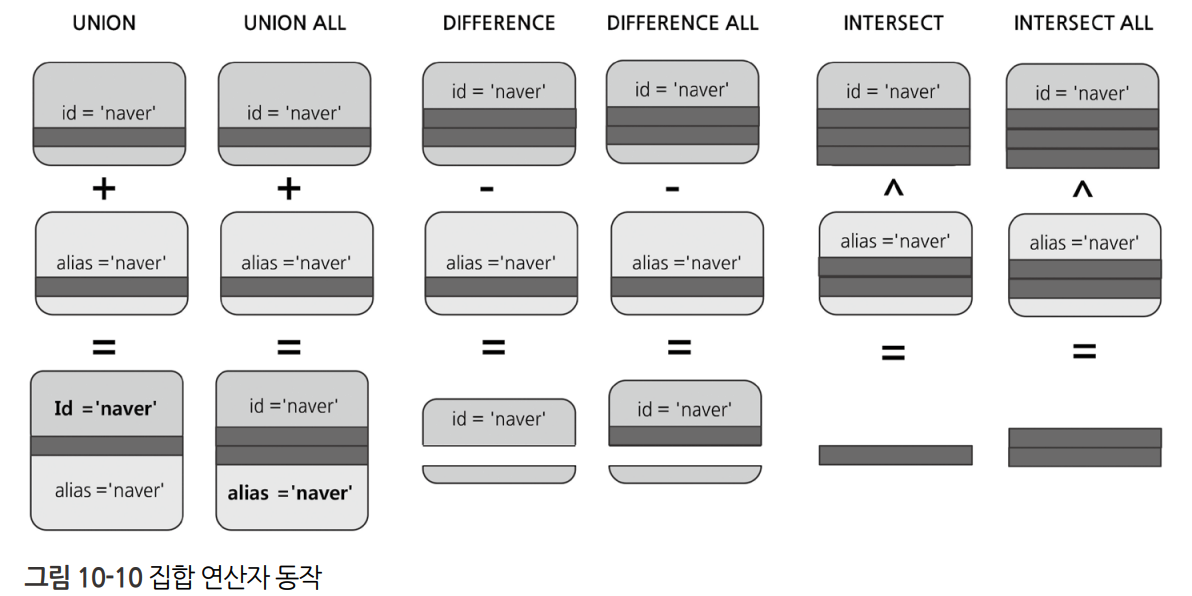 UNION UNION ALL DIFFERENCE DIFFERENCE ALL INTERSECT INTERSECT ALL
id = 'naver' id = 'naver' id = 'naver' id = 'naver' id = 'naver' id = 'naver'
+ + - - ^ ^
alias ='naver' alias ='naver' alias ='naver' alias ='naver' alias ='naver' alias ='naver'
= = = = = =
Id ='naver' id ='naver' id = 'naver' id = 'naver'
alias ='naver' alias ='naver'
그림 10-10 집합 연산자 동작